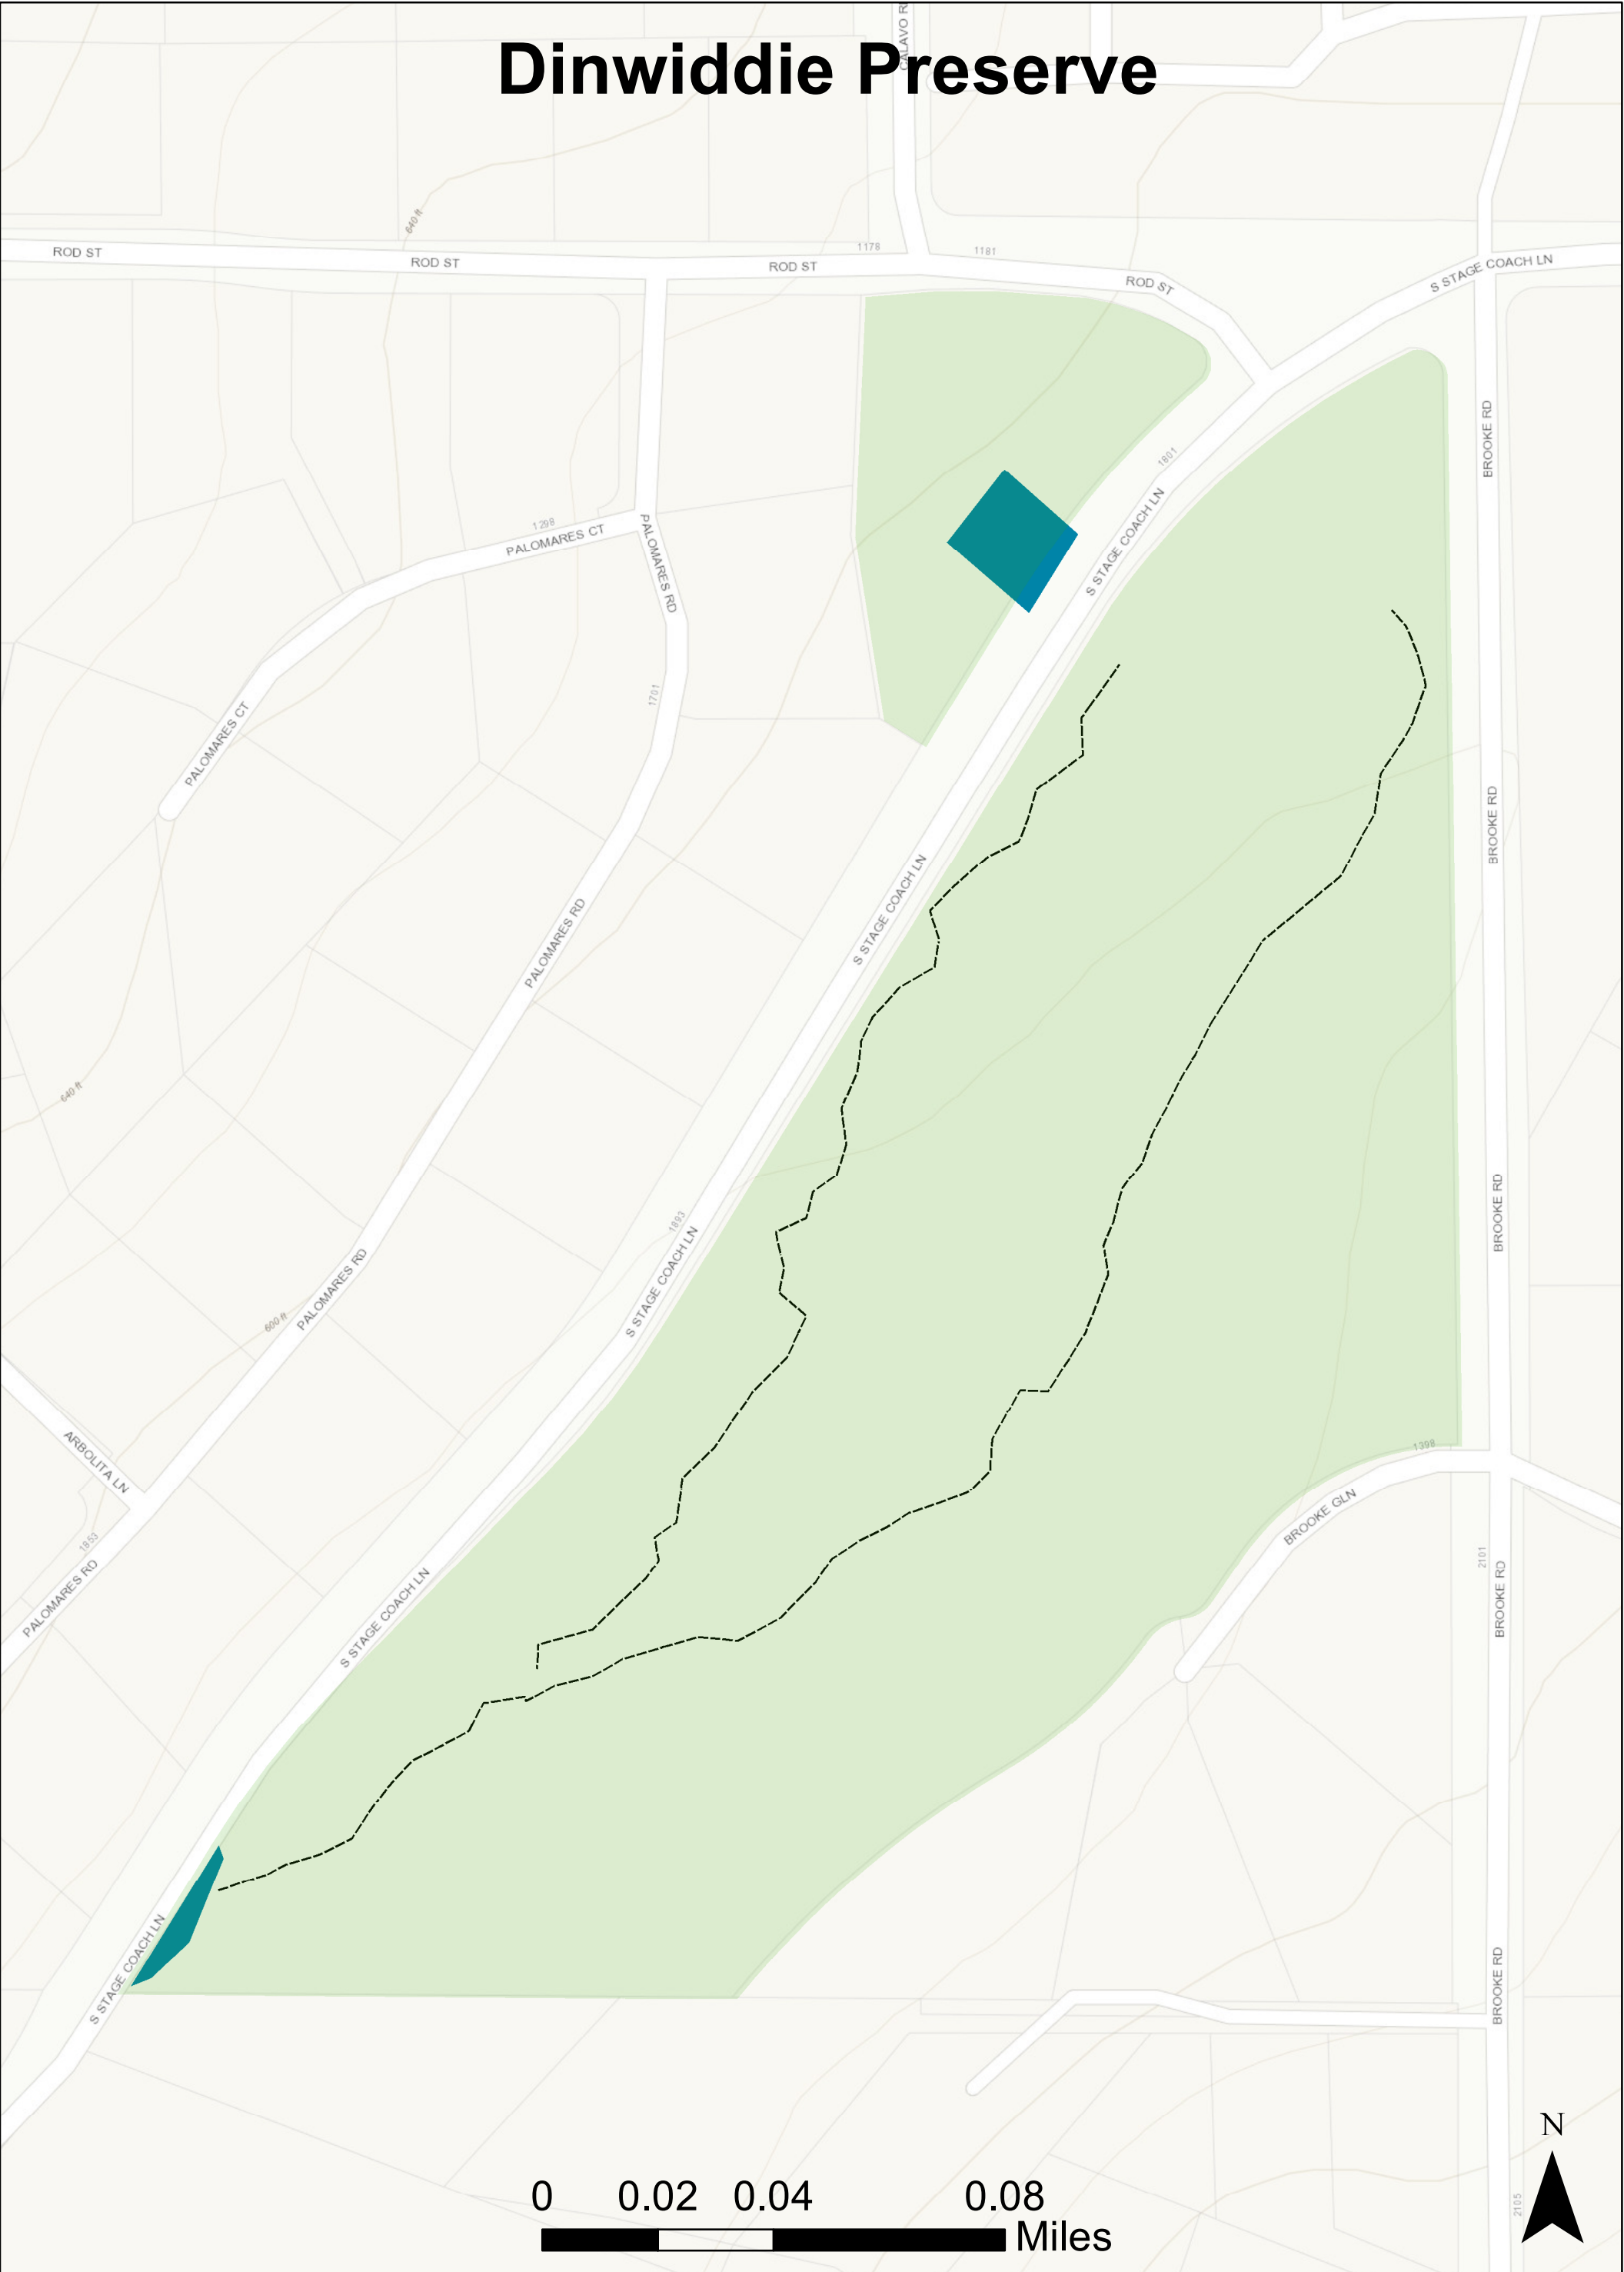 Dinwiddie Preserve
CALAVO R
640 ft
ROD ST
ROD ST
ROD ST
1178
1181
ROD ST
S STAGE COACH LN
BROOKE RD
1801
S STAGE COACH LN
1298
PALOMARES CT
PALOMARES RD
1701
PALOMARES CT
BROOKE RD
S STAGE COACH LN
PALOMARES RD
640 ft
1893
BROOKE RD
S STAGE COACH LN
PALOMARES RD
600 ft
ARBOLITA LN
1398
BROOKE GLN
1853
2101
PALOMARES RD
S STAGE COACH LN
BROOKE RD
S STAGE COACH LN
BROOKE RD
N
2105
0 0.02 0.04 0.08
Miles